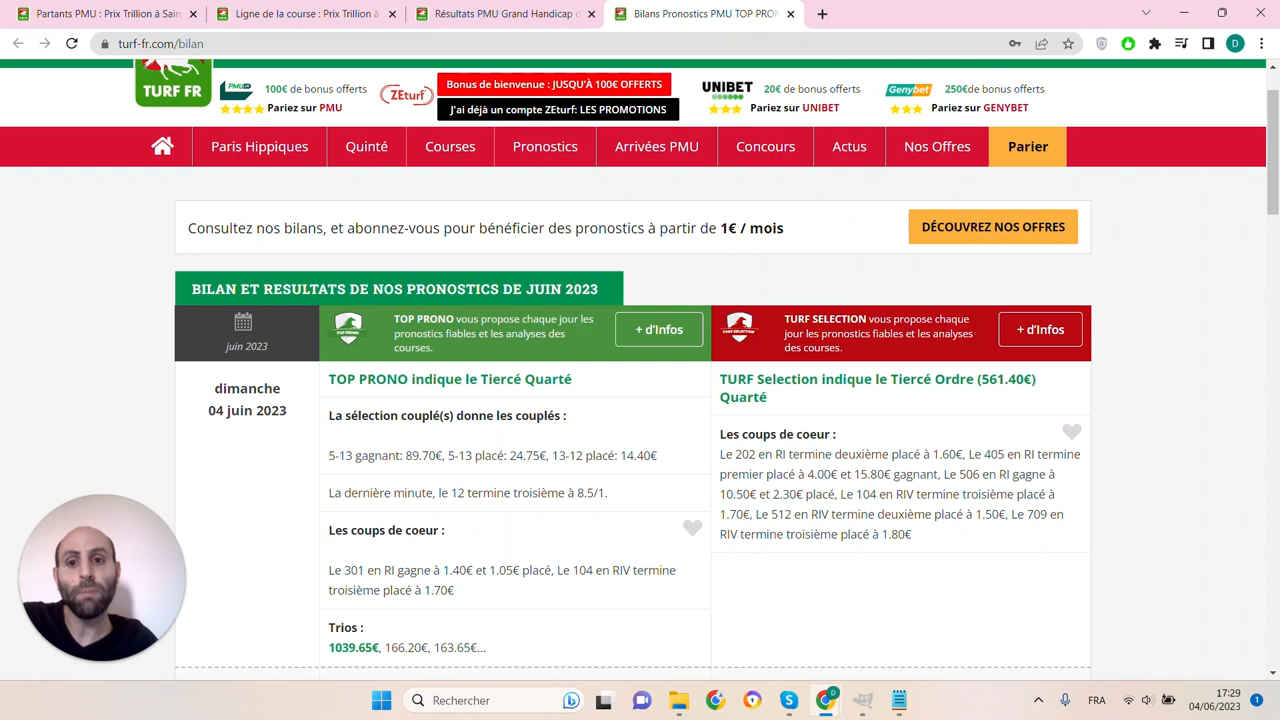 Partants PMU : Prix Trillion à Sain
Ligne de la course : Prix Trillion à
Résultats PMU Grand Handicap d
Bilans Pronostics PMU TOP PRON
turf-fr.com/bilan
D
TURF FR
PMU
100€ de bonus offerts
Pariez sur PMU
ZEturf
Bonus de bienvenue : JUSQU'À 100€ OFFERTS
J'ai déjà un compte ZEturf: LES PROMOTIONS
UNIBET
20€ de bonus offerts
Pariez sur UNIBET
Genybet
250€de bonus offerts
Pariez sur GENYBET
Paris Hippiques
Quinté
Courses
Pronostics
Arrivées PMU
Concours
Actus
Nos Offres
Parier
Consultez nos bilans, et abonnez-vous pour bénéficier des pronostics à partir de 1€ / mois
DÉCOUVREZ NOS OFFRES
BILAN ET RESULTATS DE NOS PRONOSTICS DE JUIN 2023
juin 2023
TOP PRONO
TOP PRONO vous propose chaque jour les
pronostics fiables et les analyses des
courses.
+ d'Infos
TURF SELECTION
TURF SELECTION vous propose chaque
jour les pronostics fiables et les analyses
des courses.
+ d'Infos
dimanche
04 juin 2023
TOP PRONO indique le Tiercé Quarté
La sélection couplé(s) donne les couplés :
5-13 gagnant: 89.70€, 5-13 placé: 24.75€, 13-12 placé: 14.40€
La dernière minute, le 12 termine troisième à 8.5/1.
Les coups de coeur :
Le 301 en RI gagne à 1.40€ et 1.05€ placé, Le 104 en RIV termine
troisième placé à 1.70€
Trios :
1039.65€, 166.20€, 163.65€...
TURF Selection indique le Tiercé Ordre (561.40€)
Quarté
Les coups de coeur :
Le 202 en RI termine deuxième placé à 1.60€, Le 405 en RI termine
premier placé à 4.00€ et 15.80€ gagnant, Le 506 en RI gagne à
10.50€ et 2.30€ placé, Le 104 en RIV termine troisième placé à
1.70€, Le 512 en RIV termine deuxième placé à 1.50€, Le 709 en
RIV termine troisième placé à 1.80€
Rechercher
D
FRA
17:29
04/06/2023
1